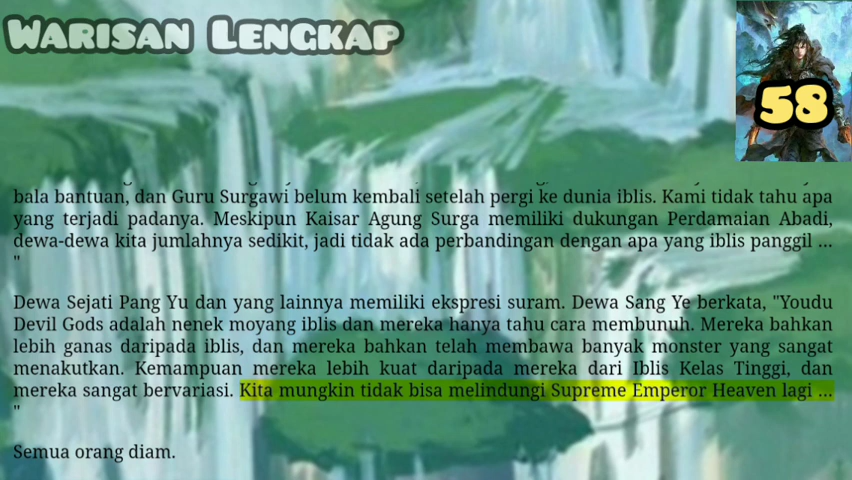 Warisan Lengkap
58
bala bantuan, dan Guru Surgawi belum kembali setelah pergi ke dunia iblis. Kami tidak tahu apa
yang terjadi padanya. Meskipun Kaisar Agung Surga memiliki dukungan Perdamaian Abadi,
dewa-dewa kita jumlahnya sedikit, jadi tidak ada perbandingan dengan apa yang iblis panggil ...
"
Dewa Sejati Pang Yu dan yang lainnya memiliki ekspresi suram. Dewa Sang Ye berkata, "Youdu
Devil Gods adalah nenek moyang iblis dan mereka hanya tahu cara membunuh. Mereka bahkan
lebih ganas daripada iblis, dan mereka bahkan telah membawa banyak monster yang sangat
menakutkan. Kemampuan mereka lebih kuat daripada mereka dari Iblis Kelas Tinggi, dan
mereka sangat bervariasi. Kita mungkin tidak bisa melindungi Supreme Emperor Heaven lagi ...
"
Semua orang diam.